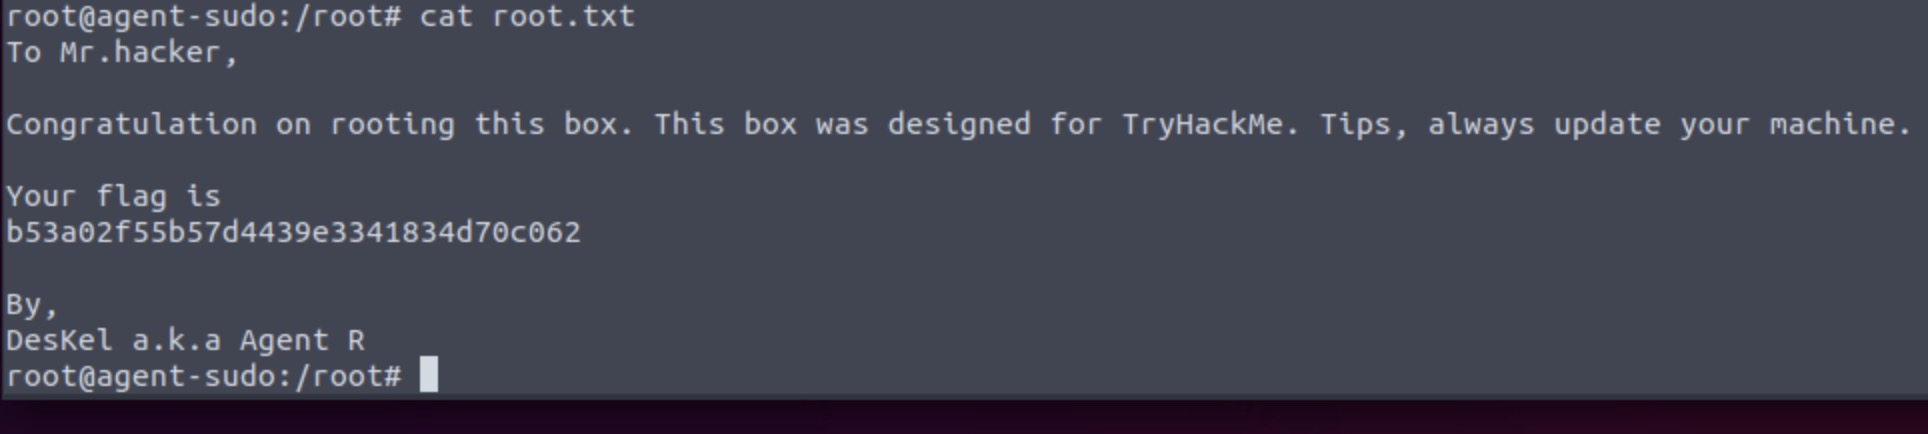 root@agent-sudo:/root# cat root.txt
To Mr.hacker,
Congratulation on rooting this box. This box was designed for TryHackMe. Tips, always update your machine.
Your flag is
b53a02f55b57d4439e3341834d70c062
By,
DesKel a.k.a Agent R
root@agent-sudo:/root#